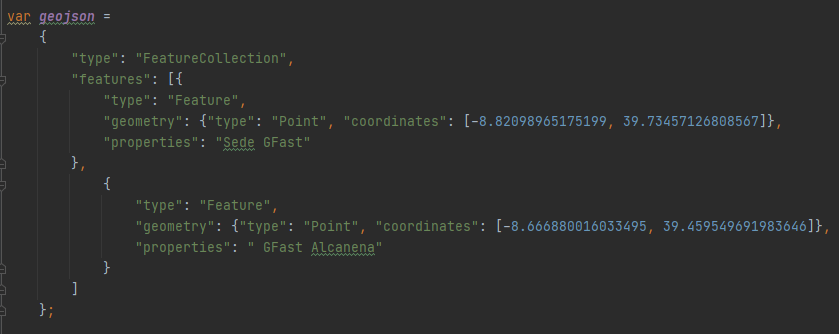 var geojson =
{
"type": "FeatureCollection",
"features": [{
"type": "Feature",
"geometry": {"type": "Point", "coordinates": [-8.82098965175199, 39.73457126808567]},
"properties": "Sede GFast"
},
{
"type": "Feature",
"geometry": {"type": "Point", "coordinates": [-8.666880016033495, 39.459549691983646]},
"properties": " GFast Alcanena"
}
]
};